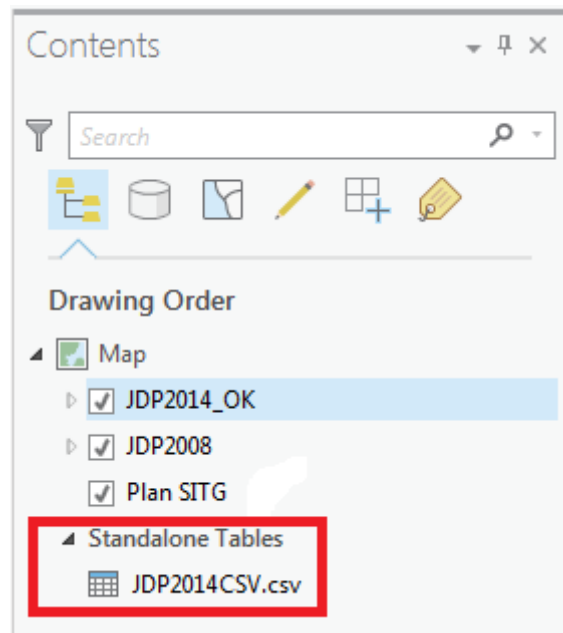 Contents
Search
Drawing Order
Map
JDP2014_OK
JDP2008
Plan SITG
Standalone Tables
JDP2014CSV.csv